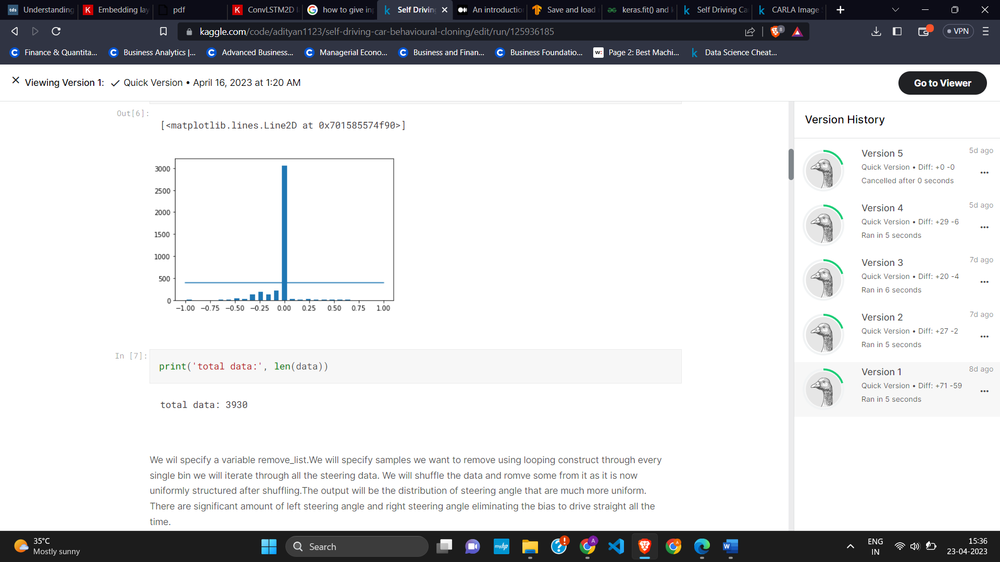 Understanding
Embedding lay
pdf
ConvLSTM2D l
how to give inp
Self Driving
An introduction
Save and load
keras.fit() and k
Self Driving Ca
CARLA Image S
kaggle.com/code/adityan1123/self-driving-car-behavioural-cloning/edit/run/125936185
8
VPN
Finance & Quantita...
Business Analytics |...
Advanced Business...
Managerial Econo...
Business and Finan...
Business Foundatio...
Page 2: Best Machi...
Data Science Cheat...
Viewing Version 1:
Quick Version • April 16, 2023 at 1:20 AM
Go to Viewer
Out[6]:
[<matplotlib.lines.Line2D at 0x701585574f90>]
3000
2500
2000
1500
1000
500
0
−1.00 −0.75 −0.50 −0.25 0.00 0.25 0.50 0.75 1.00
In [7]:
print('total data:', len(data))
total data: 3930
We wil specify a variable remove_list.We will specify samples we want to remove using looping construct through every
single bin we will iterate through all the steering data. We will shuffle the data and romve some from it as it is now
uniformly structured after shuffling.The output will be the distribution of steering angle that are much more uniform.
There are significant amount of left steering angle and right steering angle eliminating the bias to drive straight all the
time.
Version History
Version 5
5d ago
Quick Version • Diff: +0 -0
Cancelled after 0 seconds
Version 4
5d ago
Quick Version • Diff: +29 -6
Ran in 5 seconds
Version 3
7d ago
Quick Version • Diff: +20 -4
Ran in 6 seconds
Version 2
7d ago
Quick Version • Diff: +27 -2
Ran in 5 seconds
Version 1
8d ago
Quick Version • Diff: +71 -59
Ran in 5 seconds
35°C
Mostly sunny
Search
ENG
IN
15:36
23-04-2023